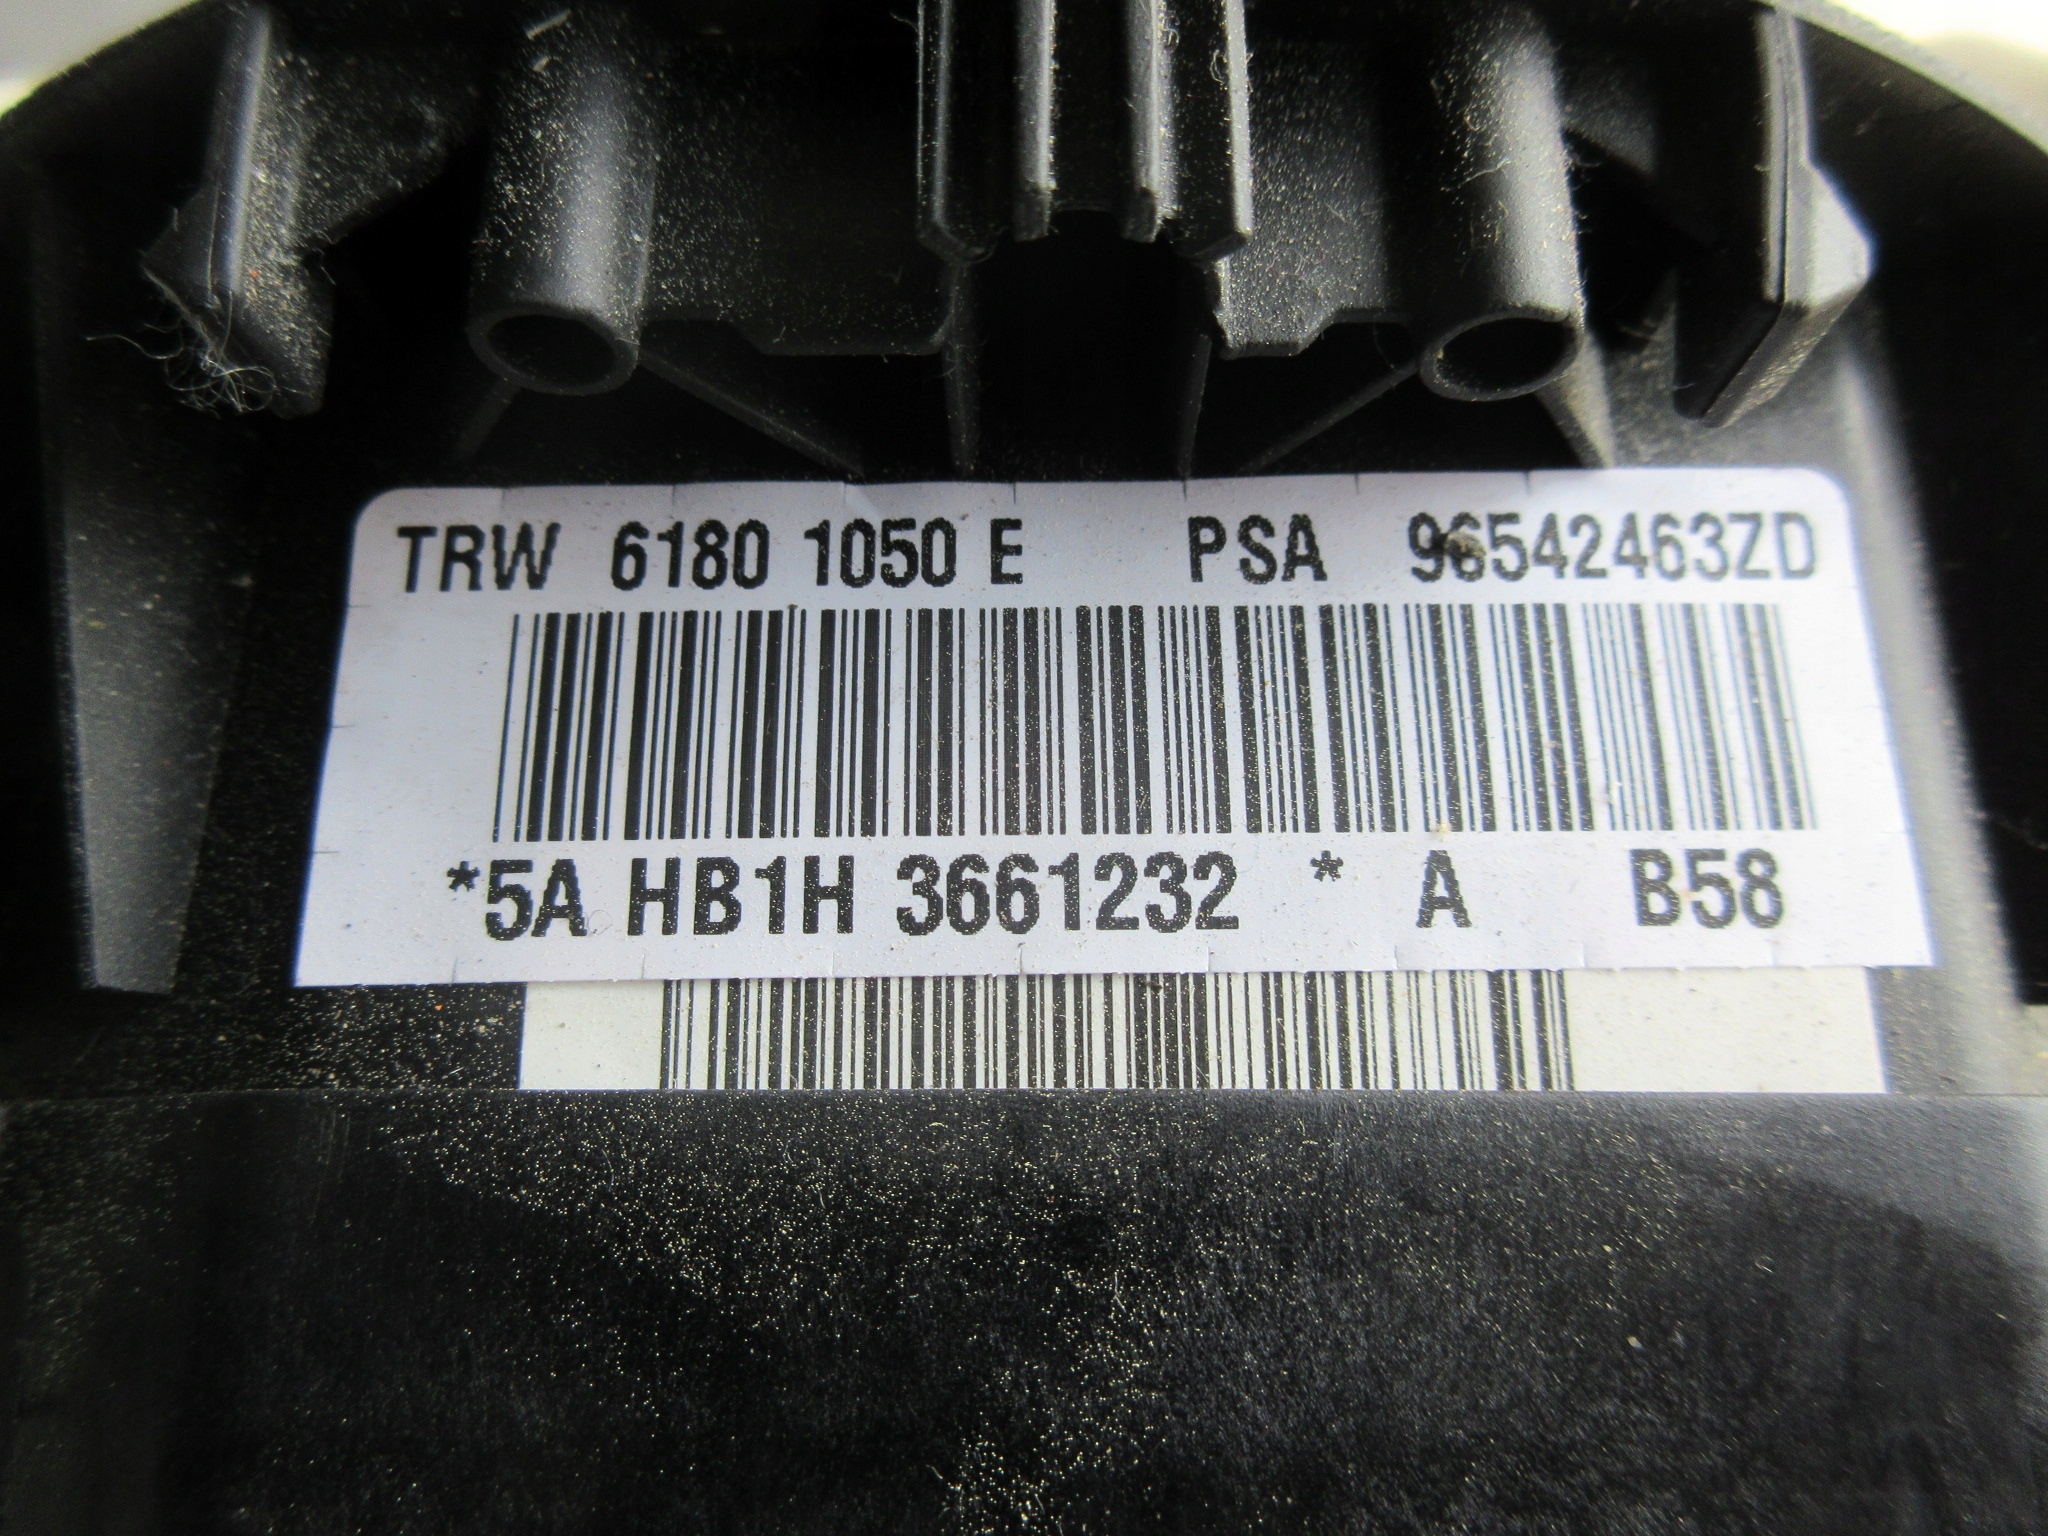 TRW 6180 1050 E PSA 96542463ZD
*5A HB1H 3661232 * A B58